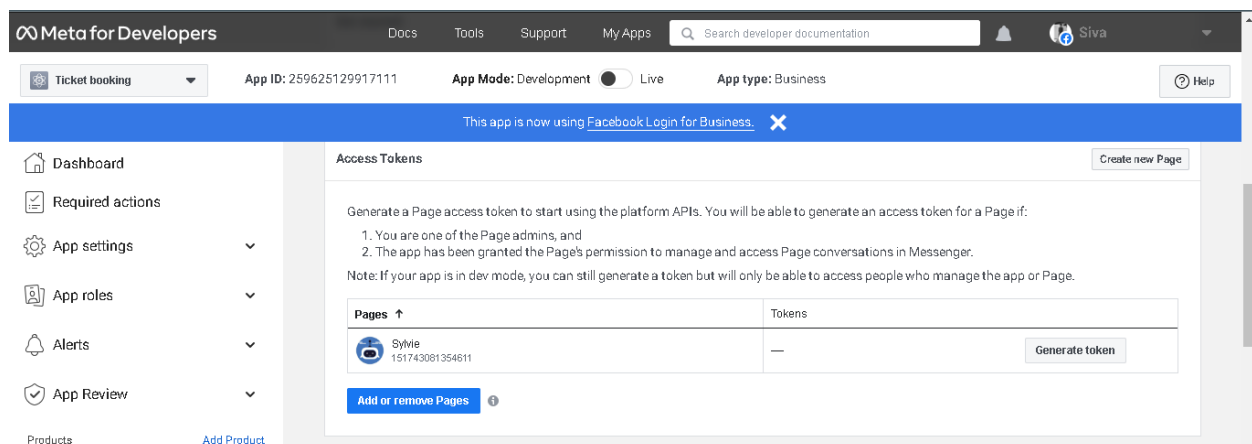 Meta for Developers
Docs
Tools
Support
My Apps
Search developer documentation
Siva
Ticket booking
App ID: 259625129917111
App Mode: Development
Live
App type: Business
Help
This app is now using Facebook Login for Business.
Dashboard
Required actions
App settings
App roles
Alerts
App Review
Products
Add Product
Access Tokens
Create new Page
Generate a Page access token to start using the platform APIs. You will be able to generate an access token for a Page if:
1. You are one of the Page admins, and
2. The app has been granted the Page's permission to manage and access Page conversations in Messenger.
Note: If your app is in dev mode, you can still generate a token but will only be able to access people who manage the app or Page.
Pages ↑
Tokens
Sylvie
151743081354611
—
Generate token
Add or remove Pages